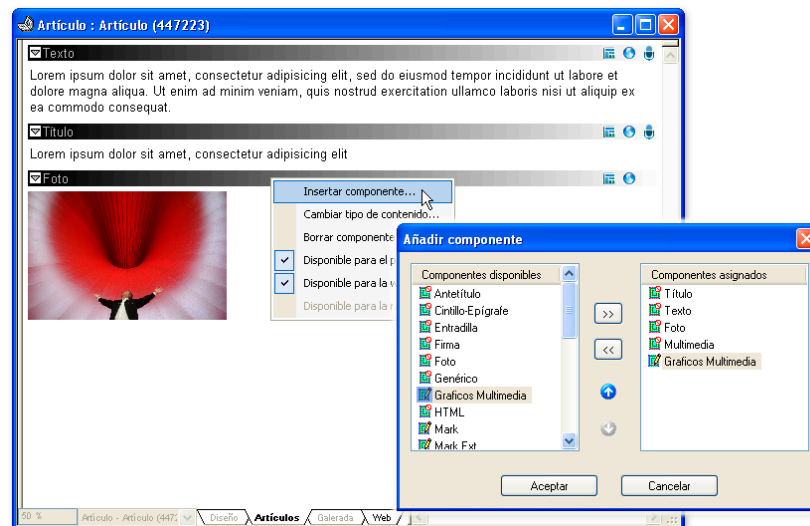 Artículo : Artículo (447223)
Texto
Lorem ipsum dolor sit amet, consectetur adipisicing elit, sed do eiusmod tempor incididunt ut labore et
dolore magna aliqua. Ut enim ad minim veniam, quis nostrud exercitation ullamco laboris nisi ut aliquip ex
ea commodo consequat.
Título
Lorem ipsum dolor sit amet, consectetur adipisicing elit
Foto
Insertar componente...
Cambiar tipo de contenido...
Borrar componente
Disponible para el
Disponible para la
Disponible para la
Añadir componente
Componentes disponibles
Antetítulo
Cintillo-Epígrafe
Entradilla
Firma
Foto
Genérico
Graficos Multimedia
HTML
Mark
Mark Ext
>>
<<
Componentes asignados
Título
Texto
Foto
Multimedia
Graficos Multimedia
Aceptar
Cancelar
50 %
Artículo - Artículo (447
Diseño
Artículos
Galerada
Web